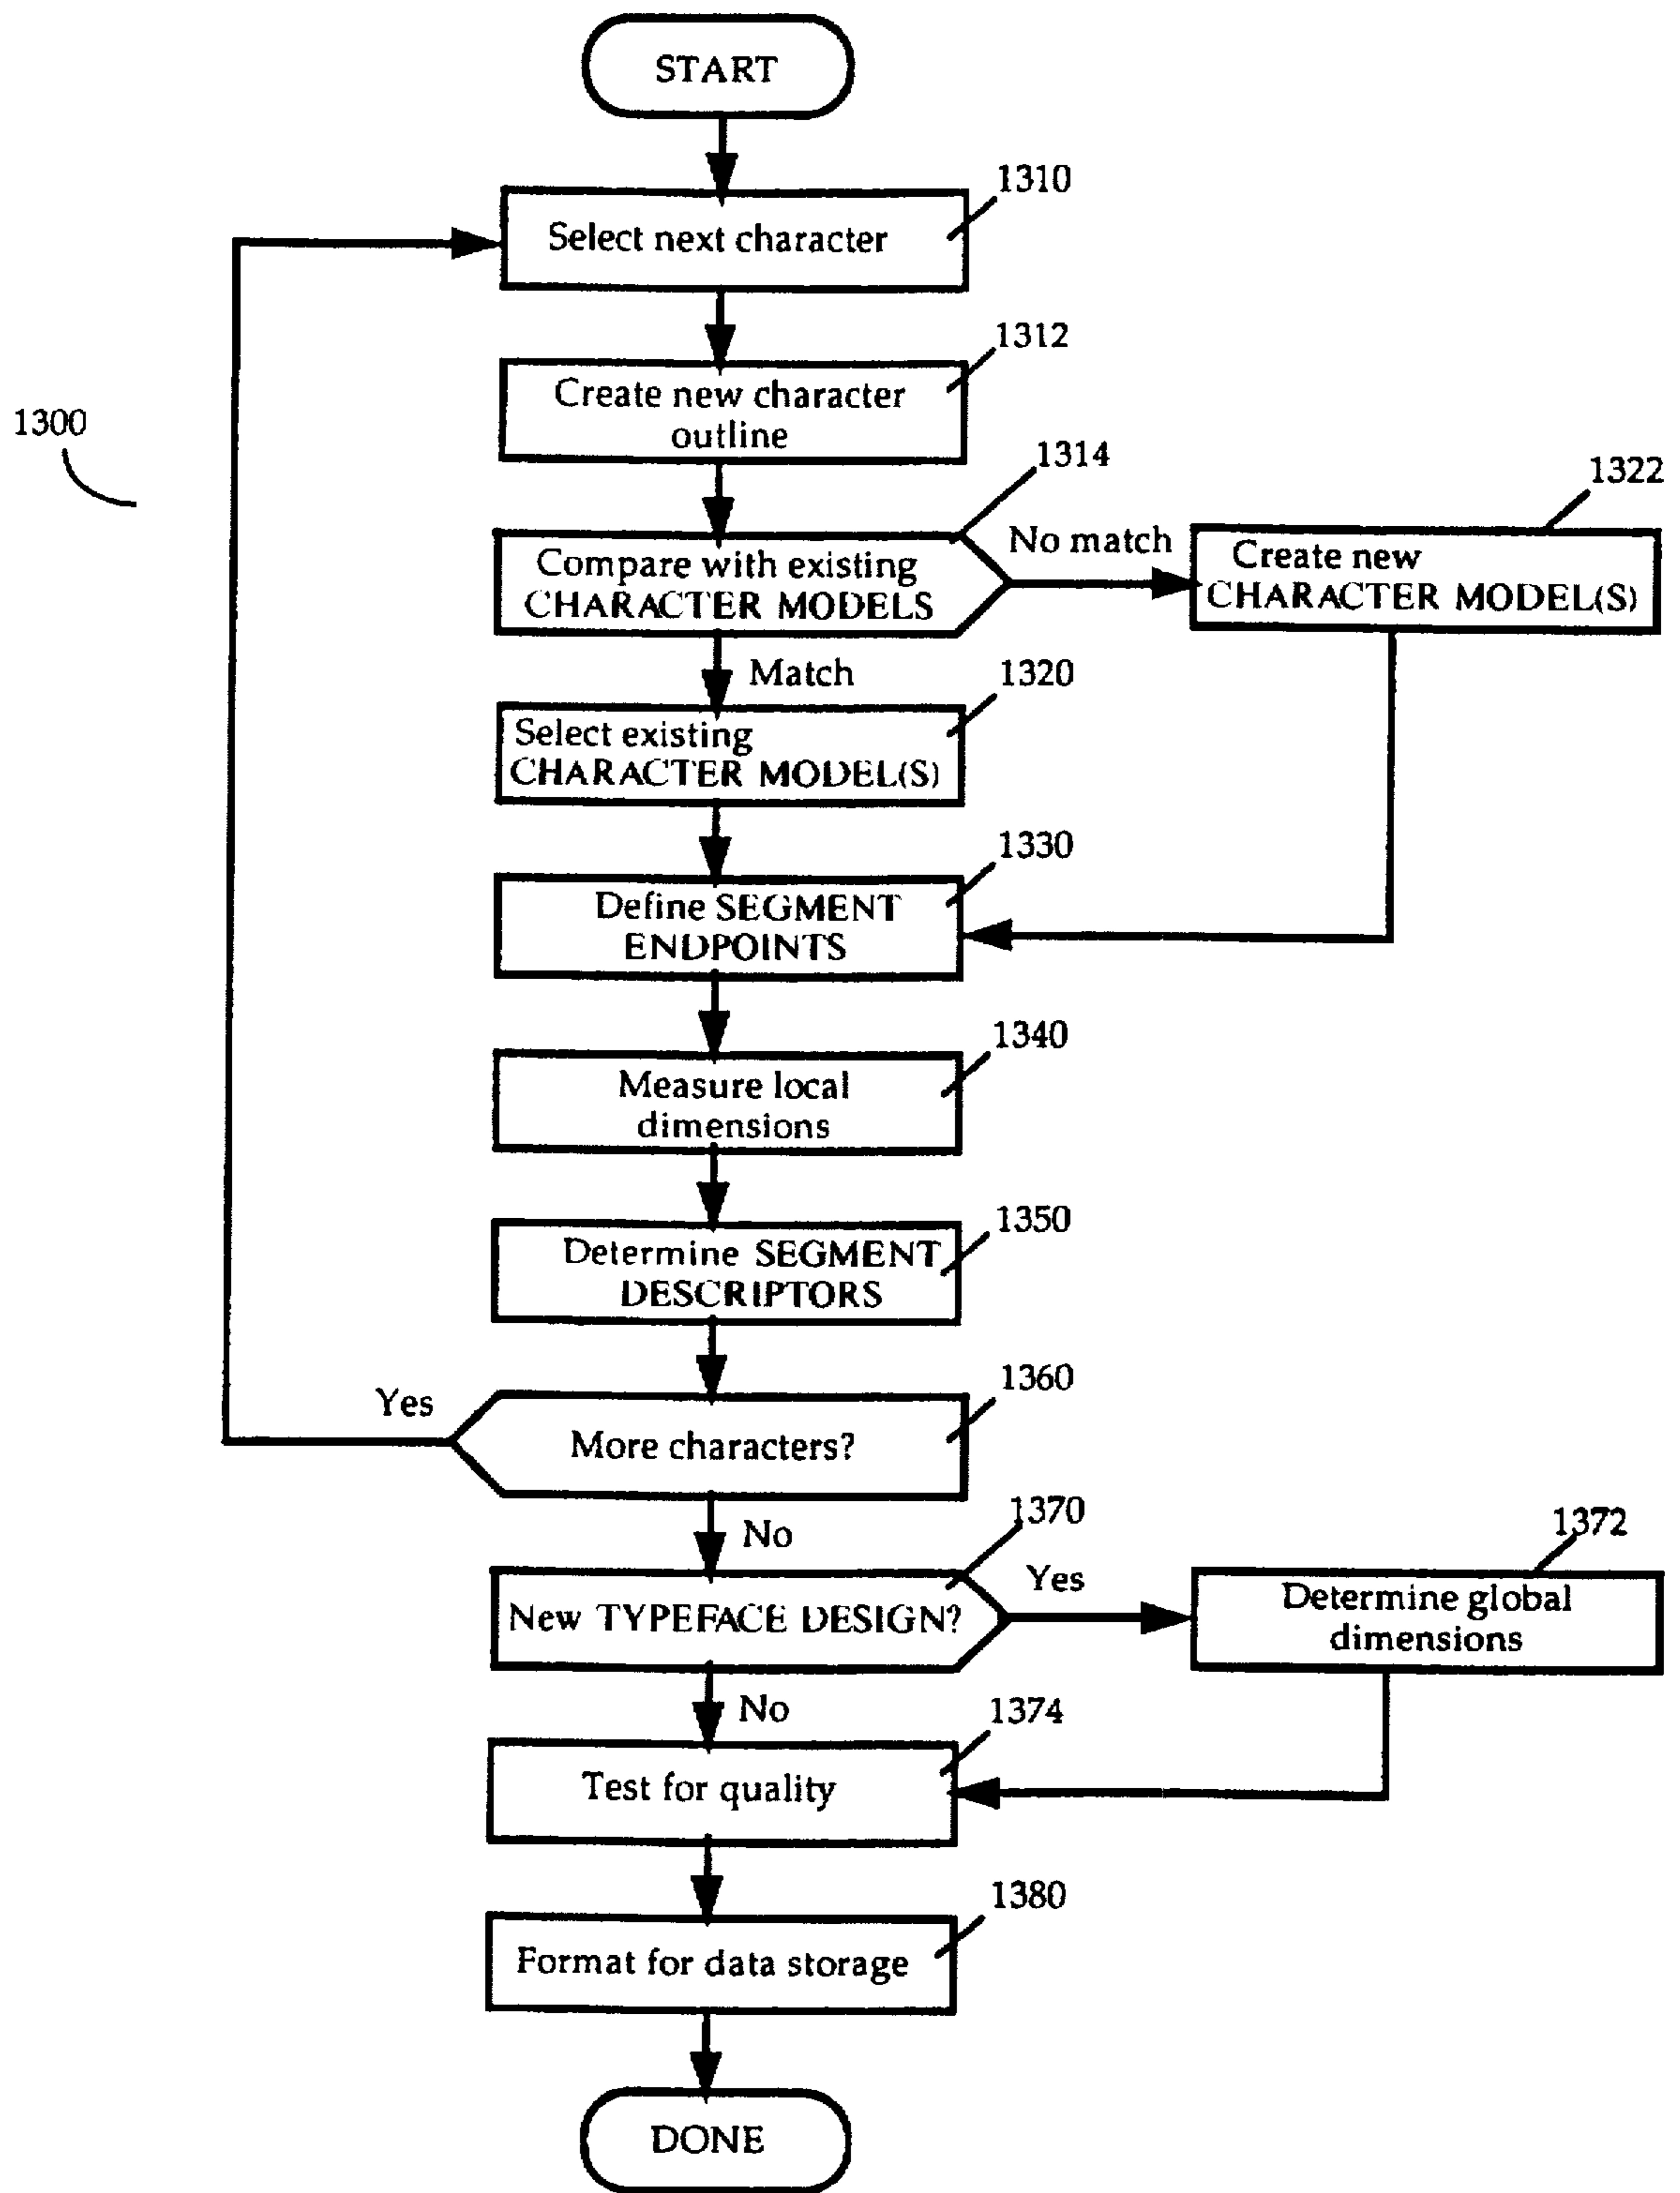 START
1310
Select next character
1312
Create new character
outline
1300
1314
1322
No match
Compare with existing
CHARACTER MODELS
Create new
CHARACTER MODEL(S)
Match
1320
Select existing
CHARACTER MODEL(S)
1330
Define SEGMENT
ENDPOINTS
1340
Measure local
dimensions
1350
Determine SEGMENT
DESCRIPTORS
1360
Yes
More characters?
1370
No
1372
Yes
New TYPEFACE DESIGN?
Determine global
dimensions
No
1374
Test for quality
1380
Format for data storage
DONE